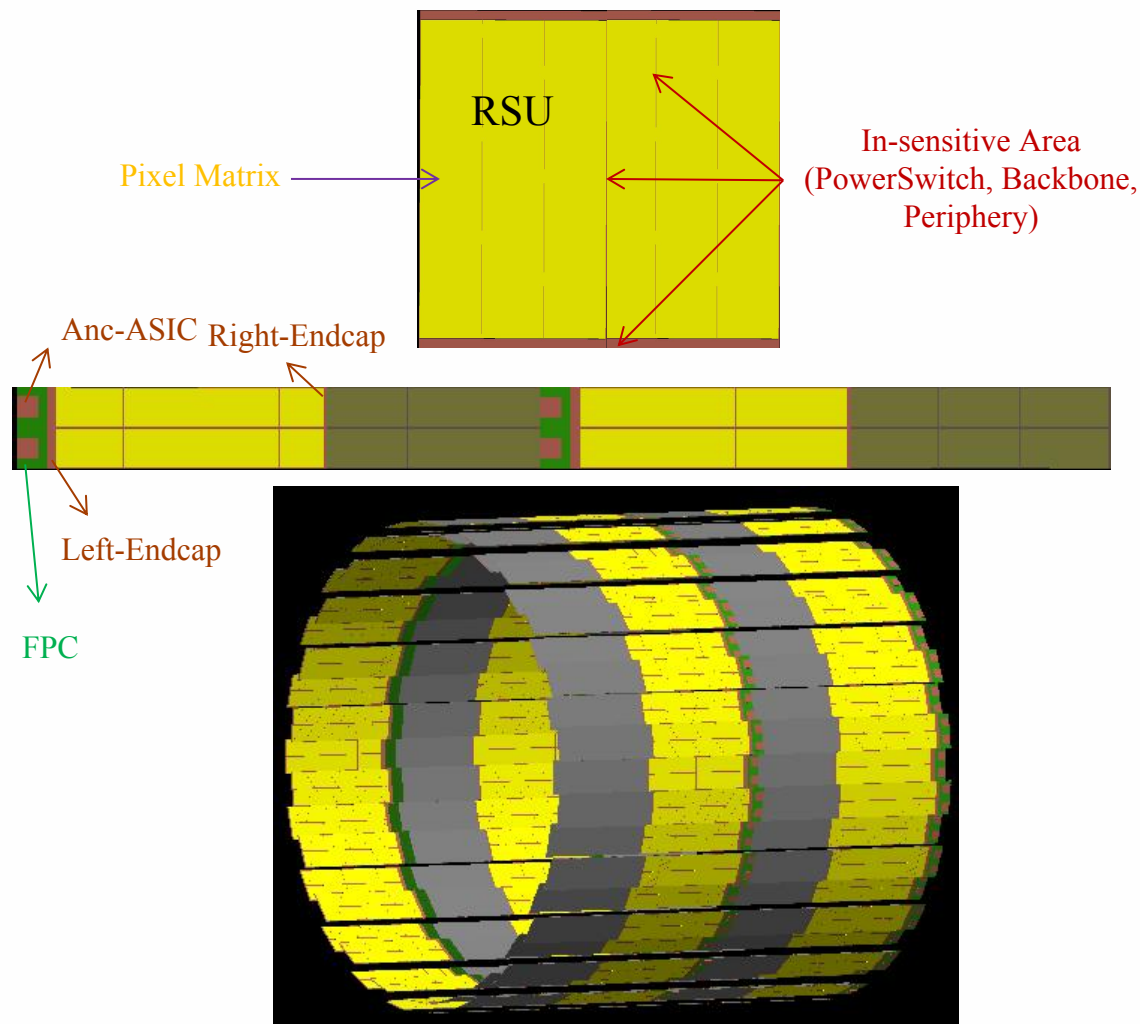 RSU
Pixel Matrix
In-sensitive Area
(PowerSwitch, Backbone,
Periphery)
Anc-ASIC
Right-Endcap
Left-Endcap
FPC